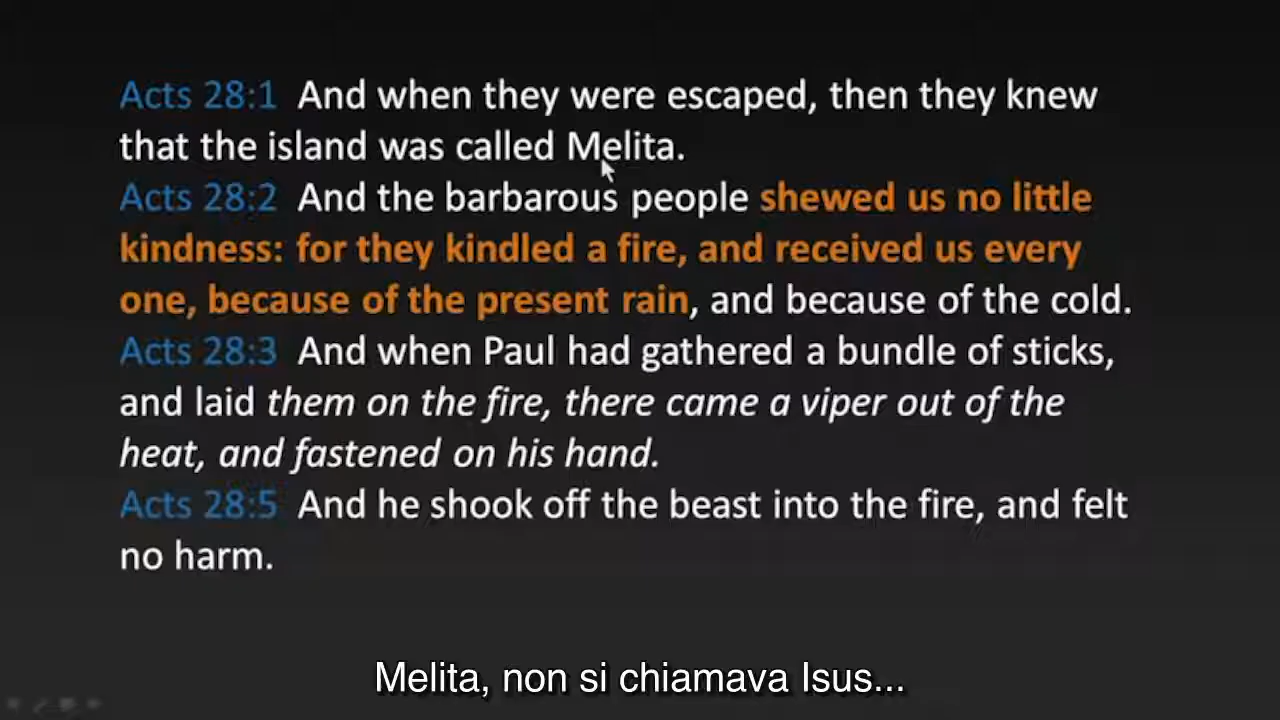 Acts 28:1 And when they were escaped, then they knew
that the island was called Melita.
Acts 28:2 And the barbarous people shewed us no little
kindness: for they kindled a fire, and received us every
one, because of the present rain, and because of the cold.
Acts 28:3 And when Paul had gathered a bundle of sticks,
and laid them on the fire, there came a viper out of the
heat, and fastened on his hand.
Acts 28:5 And he shook off the beast into the fire, and felt
no harm.
Melita, non si chiamava Isus...